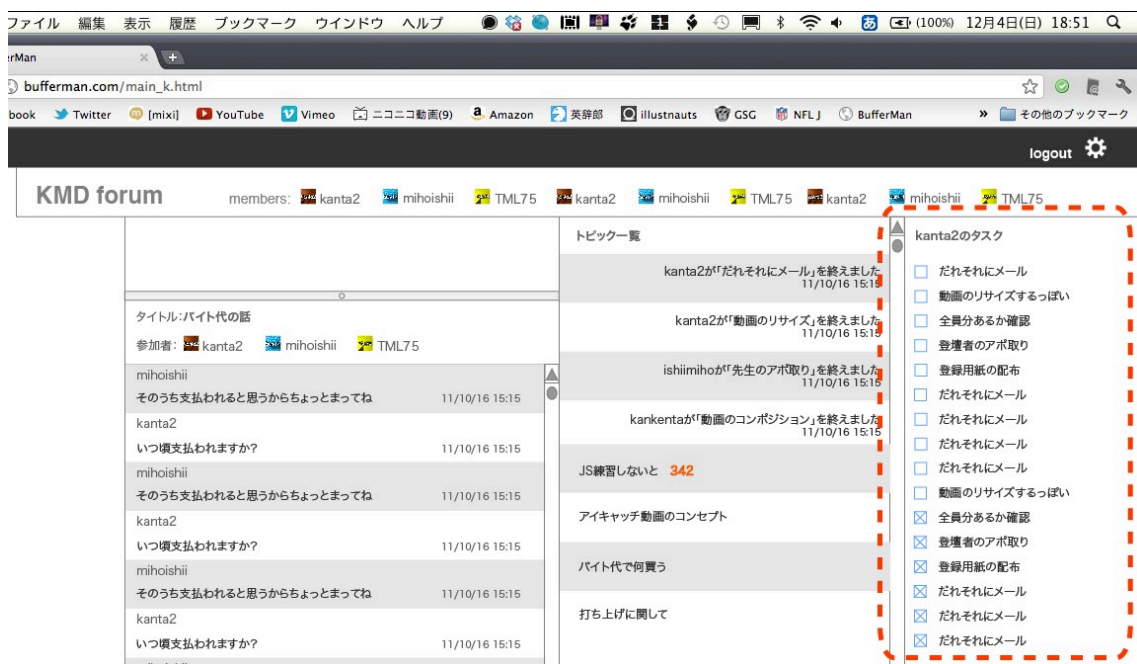 ファイル 編集 表示 履歴 ブックマーク ウインドウ ヘルプ (100%) 12月4日(日) 18:51
erMan
bufferman.com/main_k.html
book Twitter [mixi] YouTube Vimeo ニコニコ動画(9) Amazon 英辞郎 illustnauts GSG NFL J BufferMan » その他のブックマーク
logout
KMD forum members: kanta2 mihoishii TML75 kanta2 mihoishii TML75 kanta2 mihoishii TML75
タイトル:バイト代の話
参加者: kanta2 mihoishii TML75
mihoishii
そのうち支払われると思うからちょっとまってね 11/10/16 15:15
kanta2
いつ頃支払われますか? 11/10/16 15:15
mihoishii
そのうち支払われると思うからちょっとまってね 11/10/16 15:15
kanta2
いつ頃支払われますか? 11/10/16 15:15
mihoishii
そのうち支払われると思うからちょっとまってね 11/10/16 15:15
kanta2
いつ頃支払われますか? 11/10/16 15:15
トピック一覧
kanta2が「だれそれにメール」を終えました
11/10/16 15:15
kanta2が「動画のリサイズ」を終えました
11/10/16 15:15
ishiimihoが「先生のアポ取り」を終えました
11/10/16 15:15
kankentaが「動画のコンポジション」を終えました
11/10/16 15:15
JS練習しないと 342
アイキャッチ動画のコンセプト
バイト代で何買う
打ち上げに関して
kanta2のタスク
だれそれにメール
動画のリサイズするっぽい
全員分あるか確認
登壇者のアポ取り
登録用紙の配布
だれそれにメール
だれそれにメール
だれそれにメール
だれそれにメール
動画のリサイズするっぽい
全員分あるか確認
登壇者のアポ取り
登録用紙の配布
だれそれにメール
だれそれにメール
だれそれにメール